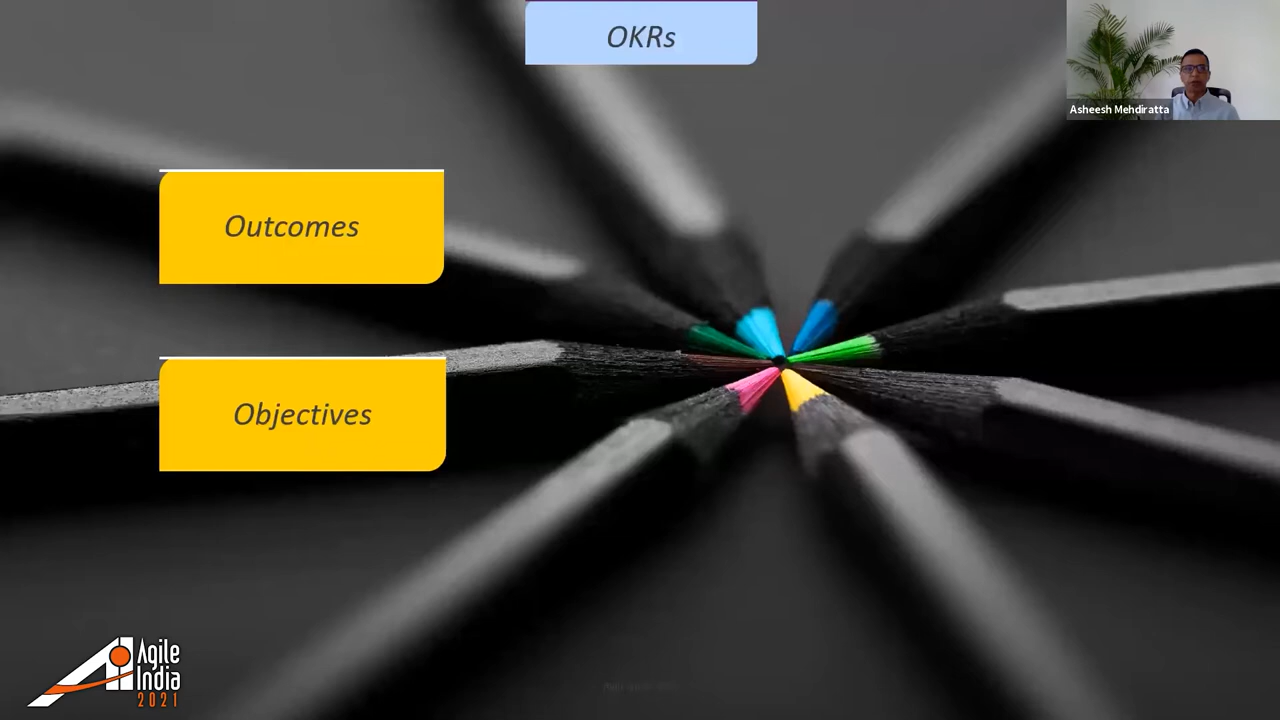 OKRs
Asheesh Mehdiratta
Outcomes
Objectives
Agile
India
2021